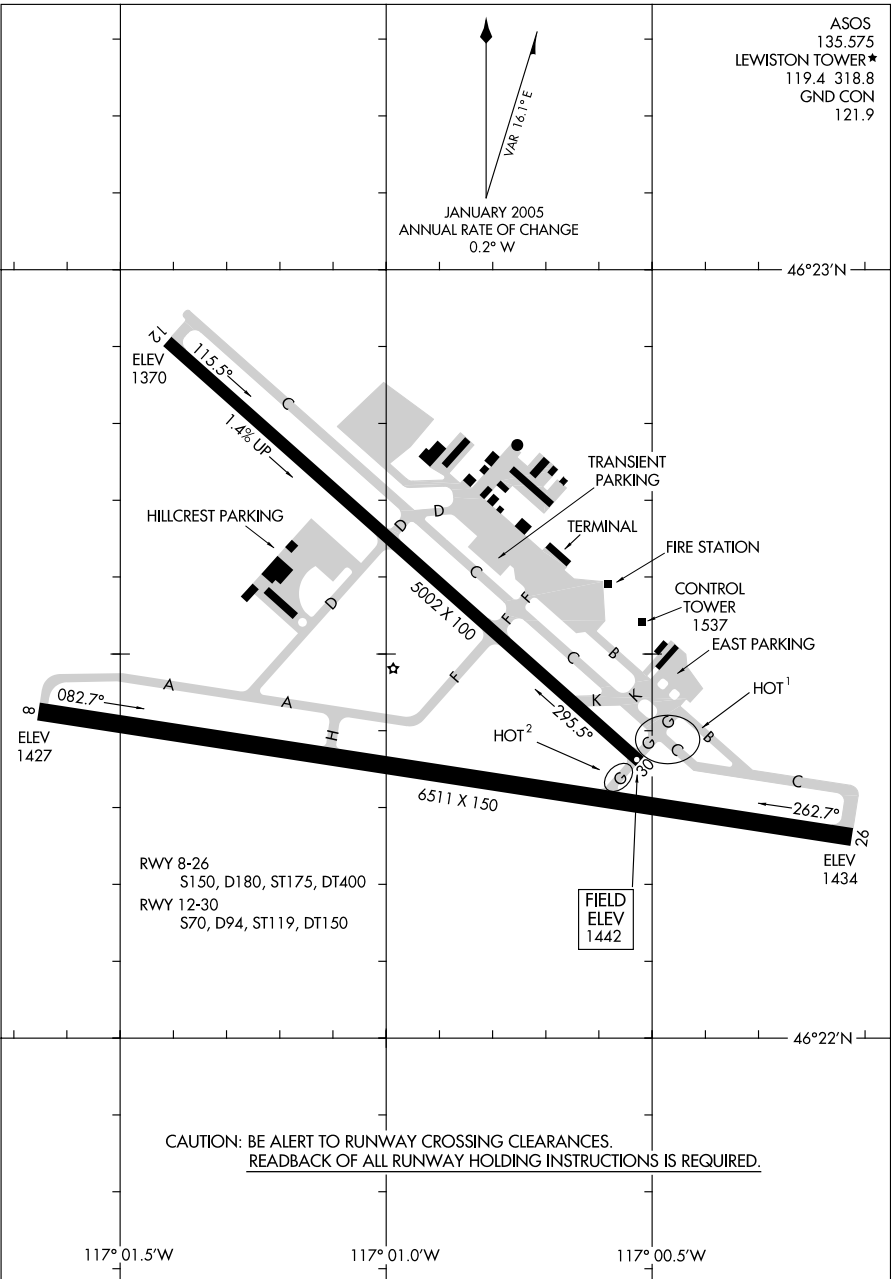 ASOS
135.575
LEWISTON TOWER★
119.4 318.8
GND CON
121.9
VAR 16.1° E
JANUARY 2005
ANNUAL RATE OF CHANGE
0.2° W
46°23'N
12
ELEV
1370
115.5°
C
1.4% UP
TRANSIENT
PARKING
HILLCREST PARKING
D
D
TERMINAL
FIRE STATION
C
D
5002 X 100
F
F
CONTROL
TOWER
1537
EAST PARKING
B
C
F
A
K
K
HOT 1
082.7°
8
A
295.5°
G
G
B
C
ELEV
1427
H
HOT 2
30
G
C
6511 X 150
262.7°
26
ELEV
1434
RWY 8-26
S150, D180, ST175, DT400
RWY 12-30
S70, D94, ST119, DT150
FIELD
ELEV
1442
46°22'N
CAUTION: BE ALERT TO RUNWAY CROSSING CLEARANCES.
READBACK OF ALL RUNWAY HOLDING INSTRUCTIONS IS REQUIRED.
117° 01.5'W
117° 01.0'W
117° 00.5'W